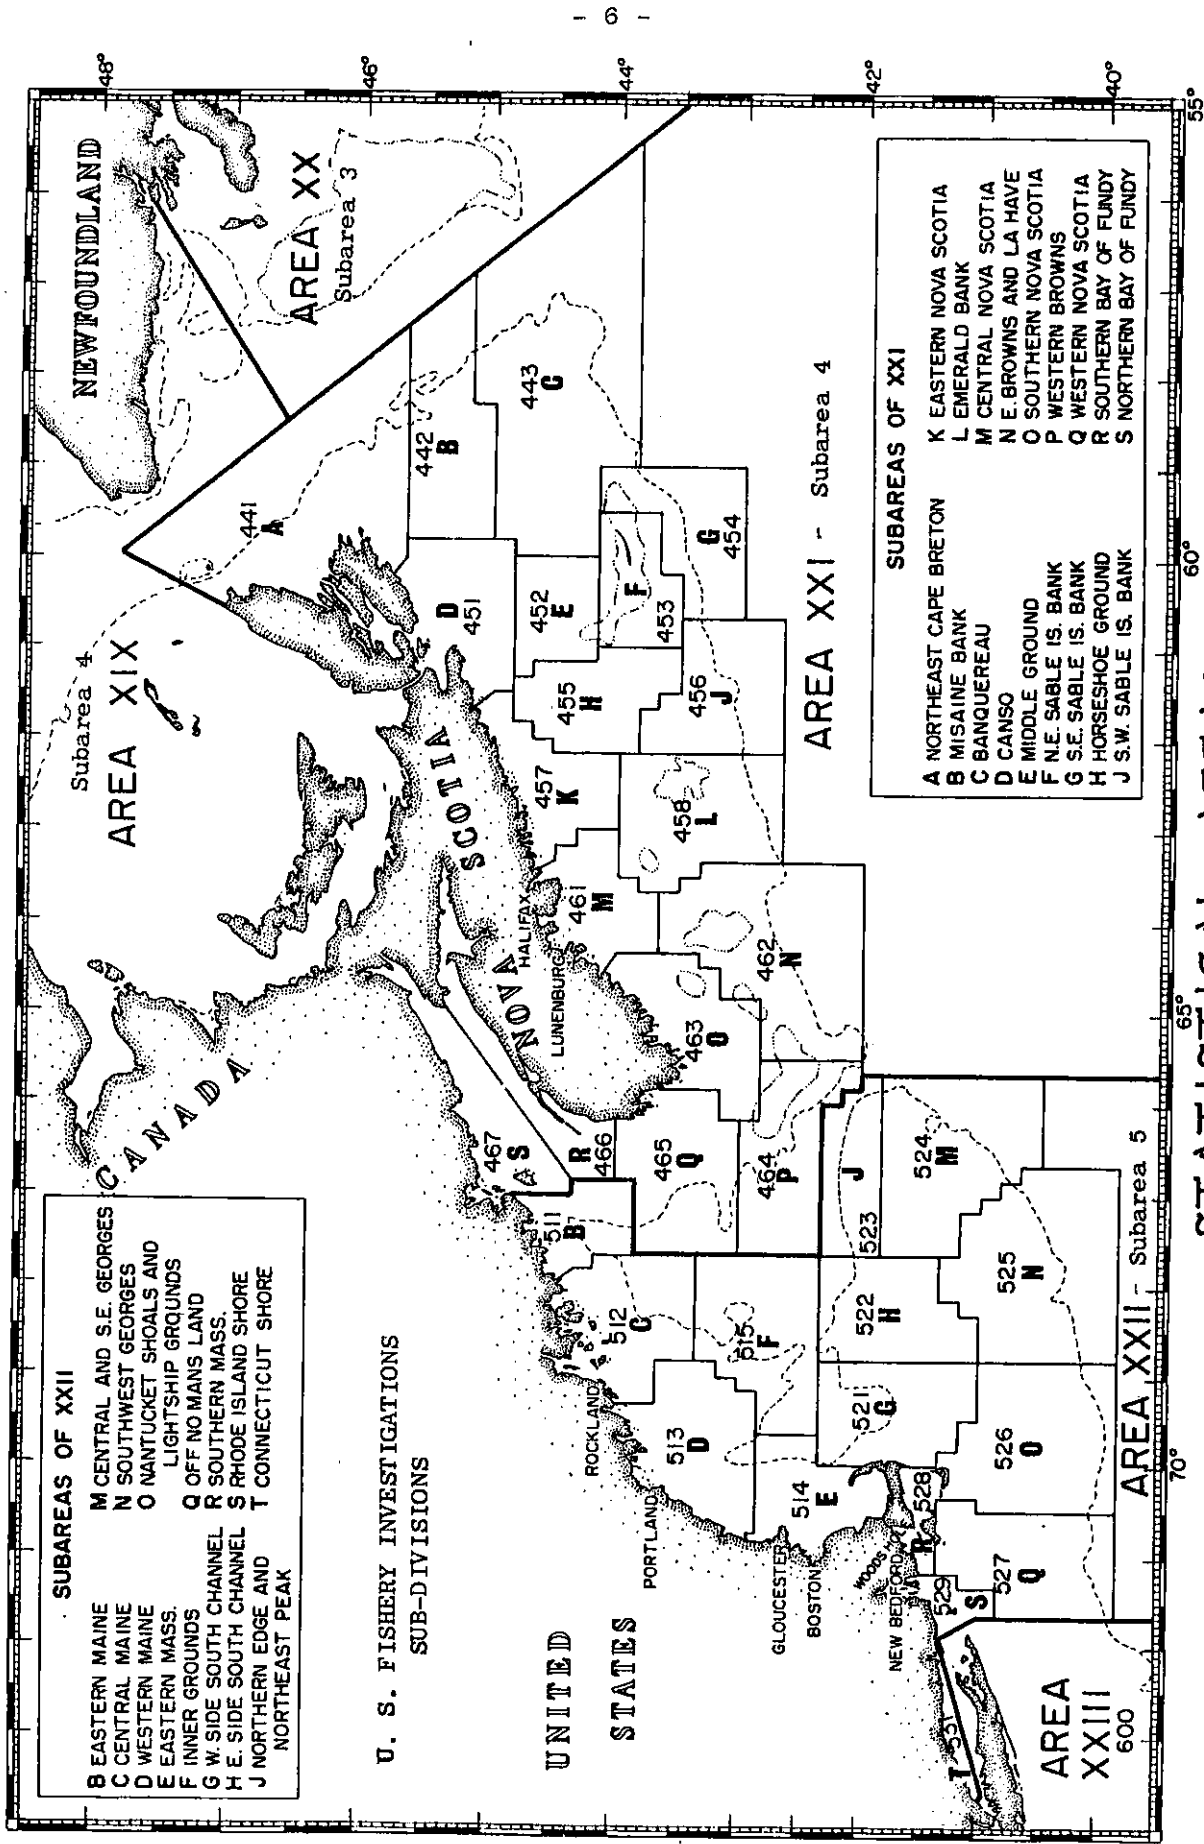 - 6 -
SUBAREAS OF XXII
B EASTERN MAINE
C CENTRAL MAINE
D WESTERN MAINE
E EASTERN MASS.
F INNER GROUNDS
G W. SIDE SOUTH CHANNEL
H E. SIDE SOUTH CHANNEL
J NORTHERN EDGE AND
NORTHEAST PEAK
M CENTRAL AND S.E. GEORGES
N SOUTHWEST GEORGES
O NANTUCKET SHOALS AND
LIGHTSHIP GROUNDS
Q OFF NO MANS LAND
R SOUTHERN MASS.
S RHODE ISLAND SHORE
T CONNECTICUT SHORE
U. S. FISHERY INVESTIGATIONS
SUB-DIVISIONS
UNITED
STATES
CANADA
NOVA
SCOTIA
NEWFOUNDLAND
Subarea 4
AREA XIX
AREA XX
Subarea 3
48°
46°
44°
42°
40°
55°
60°
65°
70°
HALIFAX
LUNENBURG
ROCKLAND
PORTLAND
GLOUCESTER
BOSTON
WOODS HOLE
NEW BEDFORD
441
A
442
B
443
C
D
451
452
E
F
453
G
454
455
H
456
J
457
K
458
L
461
M
462
N
463
O
464
P
465
Q
R
466
467
S
511
B
512
C
513
D
514
E
515
F
521
G
522
H
J
523
524
M
525
N
526
O
527
Q
528
R
529
S
T 531
AREA XXI - Subarea 4
AREA XXII - Subarea 5
AREA
XXIII
600
SUBAREAS OF XXI
A NORTHEAST CAPE BRETON
B MISAINE BANK
C BANQUEREAU
D CANSO
E MIDDLE GROUND
F N.E. SABLE IS. BANK
G S.E. SABLE IS. BANK
H HORSESHOE GROUND
J S.W. SABLE IS. BANK
K EASTERN NOVA SCOTIA
L EMERALD BANK
M CENTRAL NOVA SCOTIA
N E. BROWNS AND LA HAVE
O SOUTHERN NOVA SCOTIA
P WESTERN BROWNS
Q WESTERN NOVA SCOTIA
R SOUTHERN BAY OF FUNDY
S NORTHERN BAY OF FUNDY